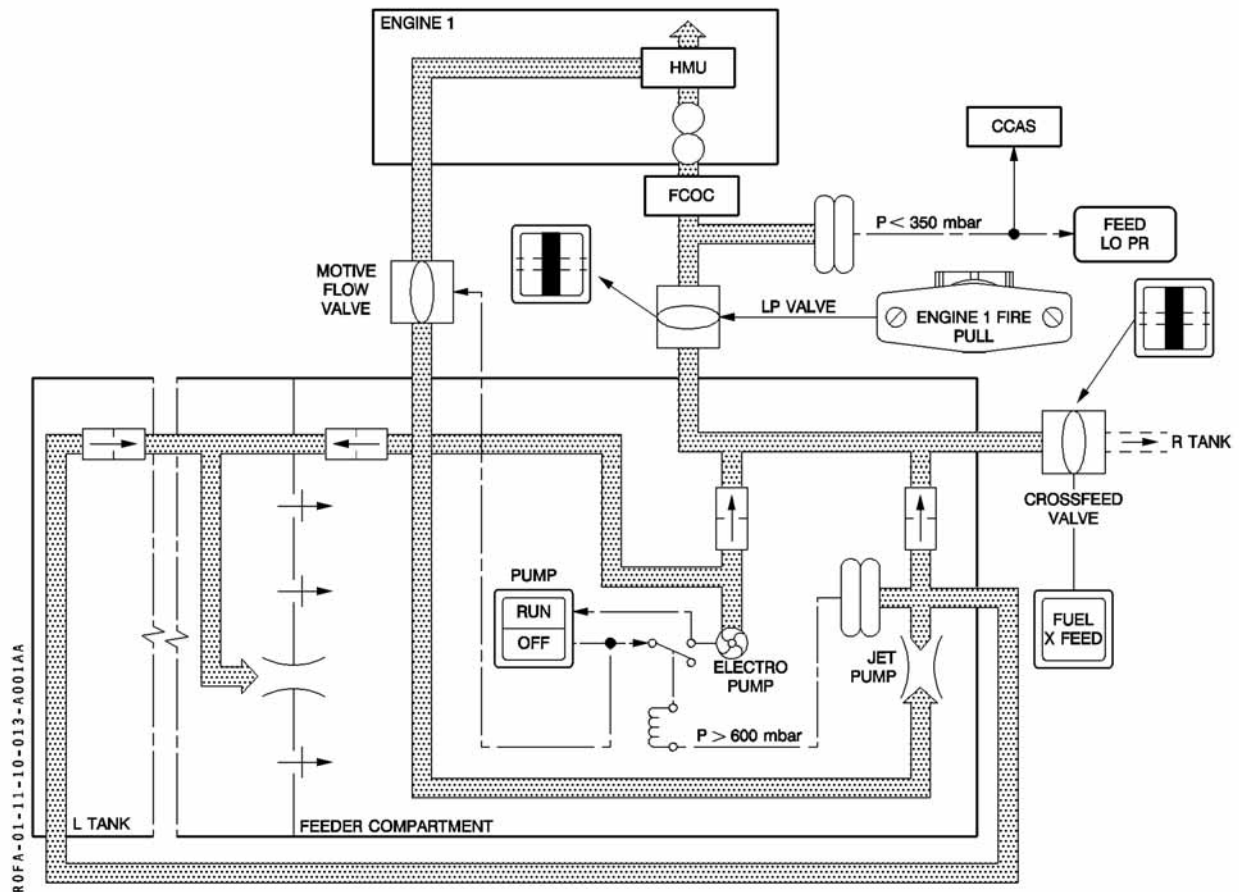 ENGINE 1
HMU
CCAS
FCOC
P < 350 mbar
FEED
LO PR
MOTIVE
FLOW
VALVE
LP VALVE
ENGINE 1 FIRE
PULL
R TANK
CROSSFEED
VALVE
PUMP
RUN
OFF
FUEL
X FEED
ELECTRO
PUMP
JET
PUMP
P > 600 mbar
L TANK
FEEDER COMPARTMENT
R0FA-01-11-10-013-A001AA